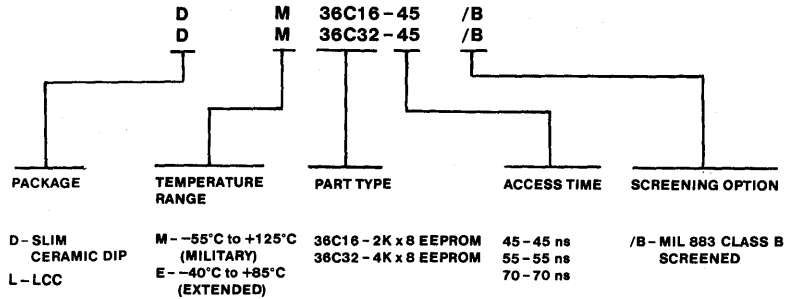 D M 36C16-45 /B
D M 36C32-45 /B
PACKAGE
D-SLIM
CERAMIC DIP
L-LCC
TEMPERATURE
RANGE
M- -55°C to +125°C
(MILITARY)
E- -40°C to +85°C
(EXTENDED)
PART TYPE
36C16-2K x 8 EEPROM
36C32-4K x 8 EEPROM
ACCESS TIME
45-45 ns
55-55 ns
70-70 ns
SCREENING OPTION
/B-MIL 883 CLASS B
SCREENED